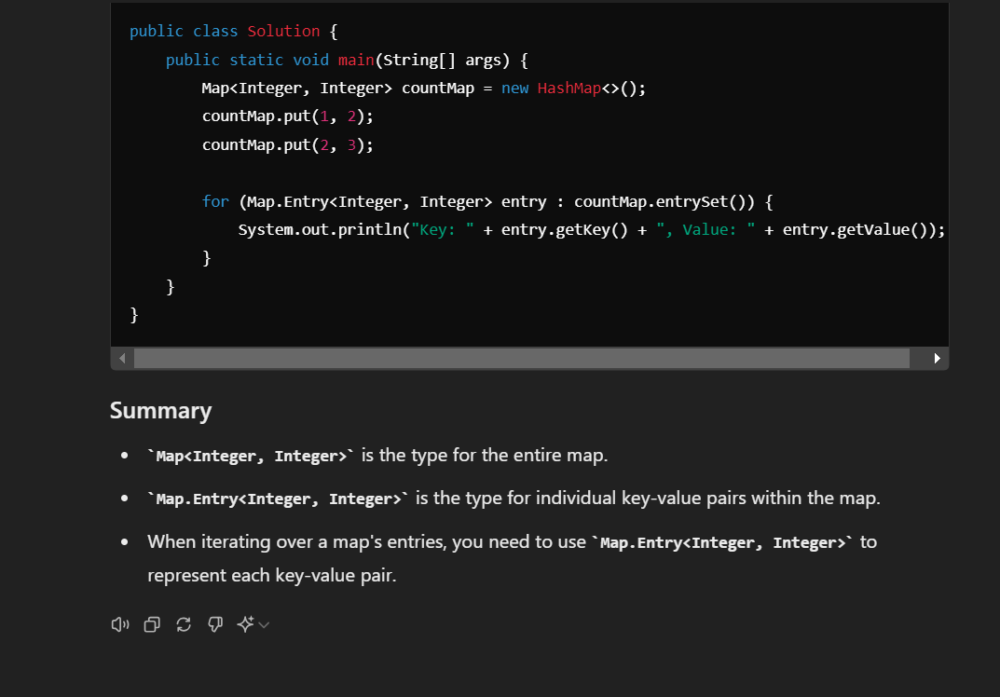 public class Solution {
    public static void main(String[] args) {
        Map<Integer, Integer> countMap = new HashMap<>();
        countMap.put(1, 2);
        countMap.put(2, 3);
        for (Map.Entry<Integer, Integer> entry : countMap.entrySet()) {
            System.out.println("Key: " + entry.getKey() + ", Value: " + entry.getValue());
        }
    }
}
Summary
• `Map<Integer, Integer>` is the type for the entire map.
• `Map.Entry<Integer, Integer>` is the type for individual key-value pairs within the map.
• When iterating over a map's entries, you need to use `Map.Entry<Integer, Integer>` to
represent each key-value pair.